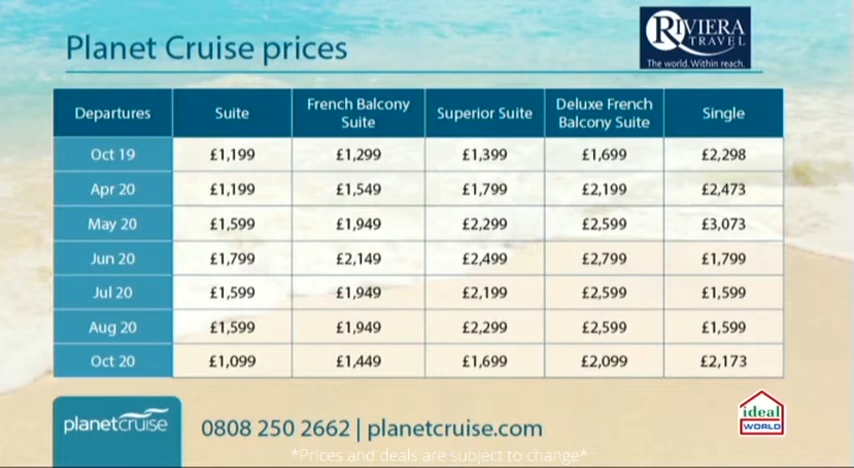 Planet Cruise prices
RIVIERA
TRAVEL
The world. Within reach.
Departures Suite French Balcony Suite Superior Suite Deluxe French Balcony Suite Single
Oct 19 £1,199 £1,299 £1,399 £1,699 £2,298
Apr 20 £1,199 £1,549 £1,799 £2,199 £2,473
May 20 £1,599 £1,949 £2,299 £2,599 £3,073
Jun 20 £1,799 £2,149 £2,499 £2,799 £1,799
Jul 20 £1,599 £1,949 £2,199 £2,599 £1,599
Aug 20 £1,599 £1,949 £2,299 £2,599 £1,599
Oct 20 £1,099 £1,449 £1,699 £2,099 £2,173
planetcruise
0808 250 2662 | planetcruise.com
ideal
WORLD
*Prices and deals are subject to change*